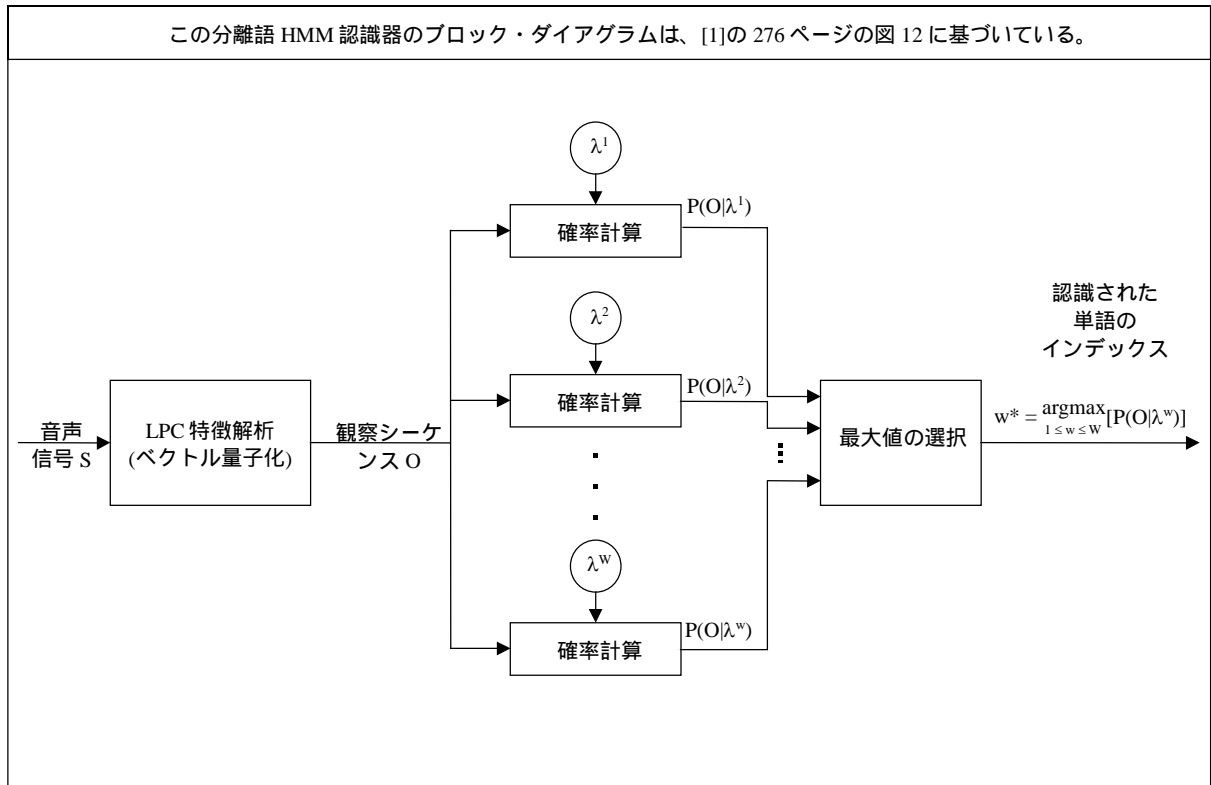 この分離語 HMM 認識器のブロック・ダイアグラムは、[1]の 276 ページの図 12 に基づいている。
λ¹
P(O|λ¹)
確率計算
λ²
P(O|λ²)
確率計算
音声
信号 S
LPC 特徴解析
(ベクトル量子化)
観察シーケ
ンス O
λᵂ
P(O|λʷ)
確率計算
最大値の選択
認識された
単語の
インデックス
w* = argmax [P(O|λʷ)]
1 ≤ w ≤ W